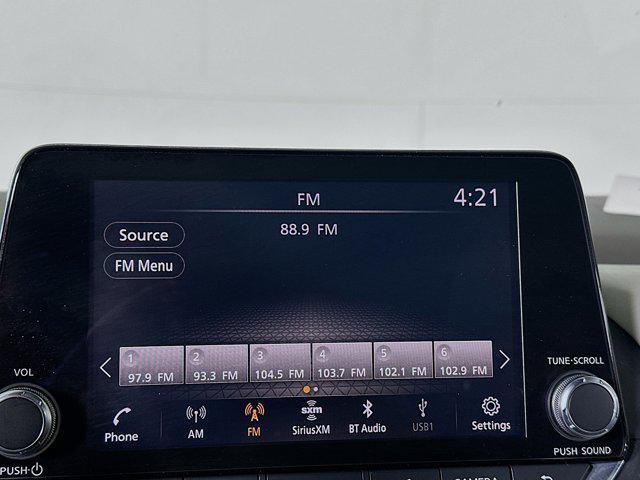 FM 4:21
Source 88.9 FM
FM Menu
1 2 3 4 5 6
97.9 FM 93.3 FM 104.5 FM 103.7 FM 102.1 FM 102.9 FM
VOL TUNE•SCROLL
sxm
Phone AM FM SiriusXM BT Audio USB1 Settings
PUSH- PUSH SOUND
CAMERA